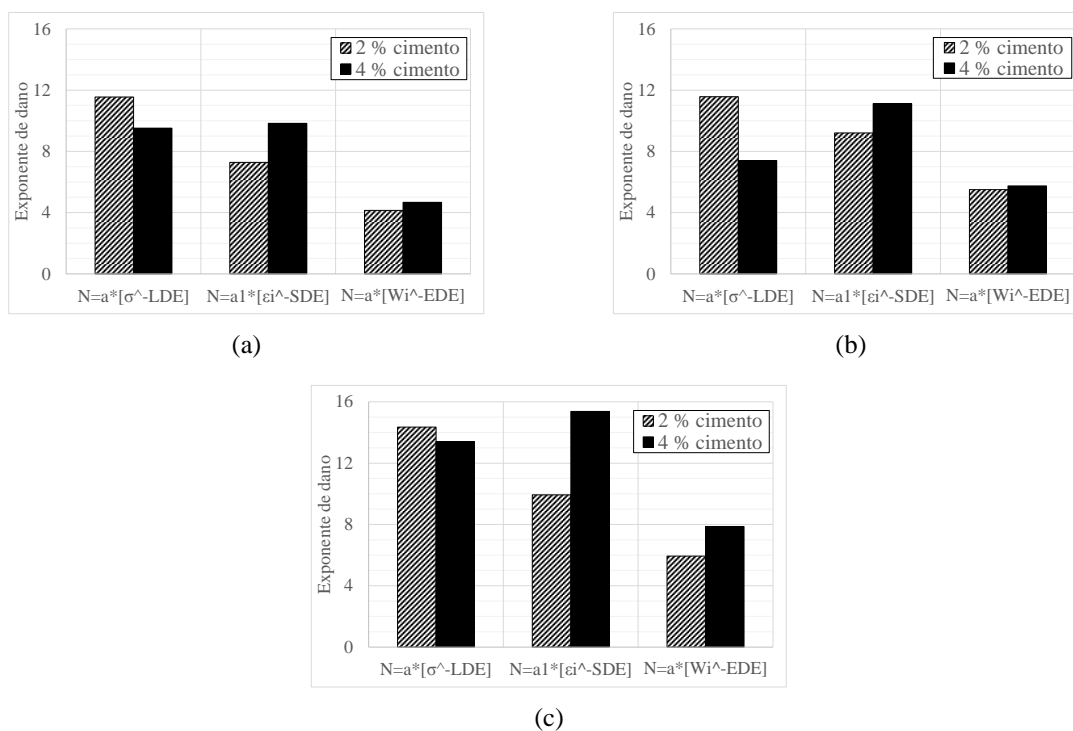 16
12
8
4
0
Exponente de dano
2 % cimento
4 % cimento
N=a*[σ^-LDE]
N=a1*[εi^-SDE]
N=a*[Wi^-EDE]
(a)
16
12
8
4
0
Exponente de dano
2 % cimento
4 % cimento
N=a*[σ^-LDE]
N=a1*[εi^-SDE]
N=a*[Wi^-EDE]
(b)
16
12
8
4
0
Exponente de dano
2 % cimento
4 % cimento
N=a*[σ^-LDE]
N=a1*[εi^-SDE]
N=a*[Wi^-EDE]
(c)